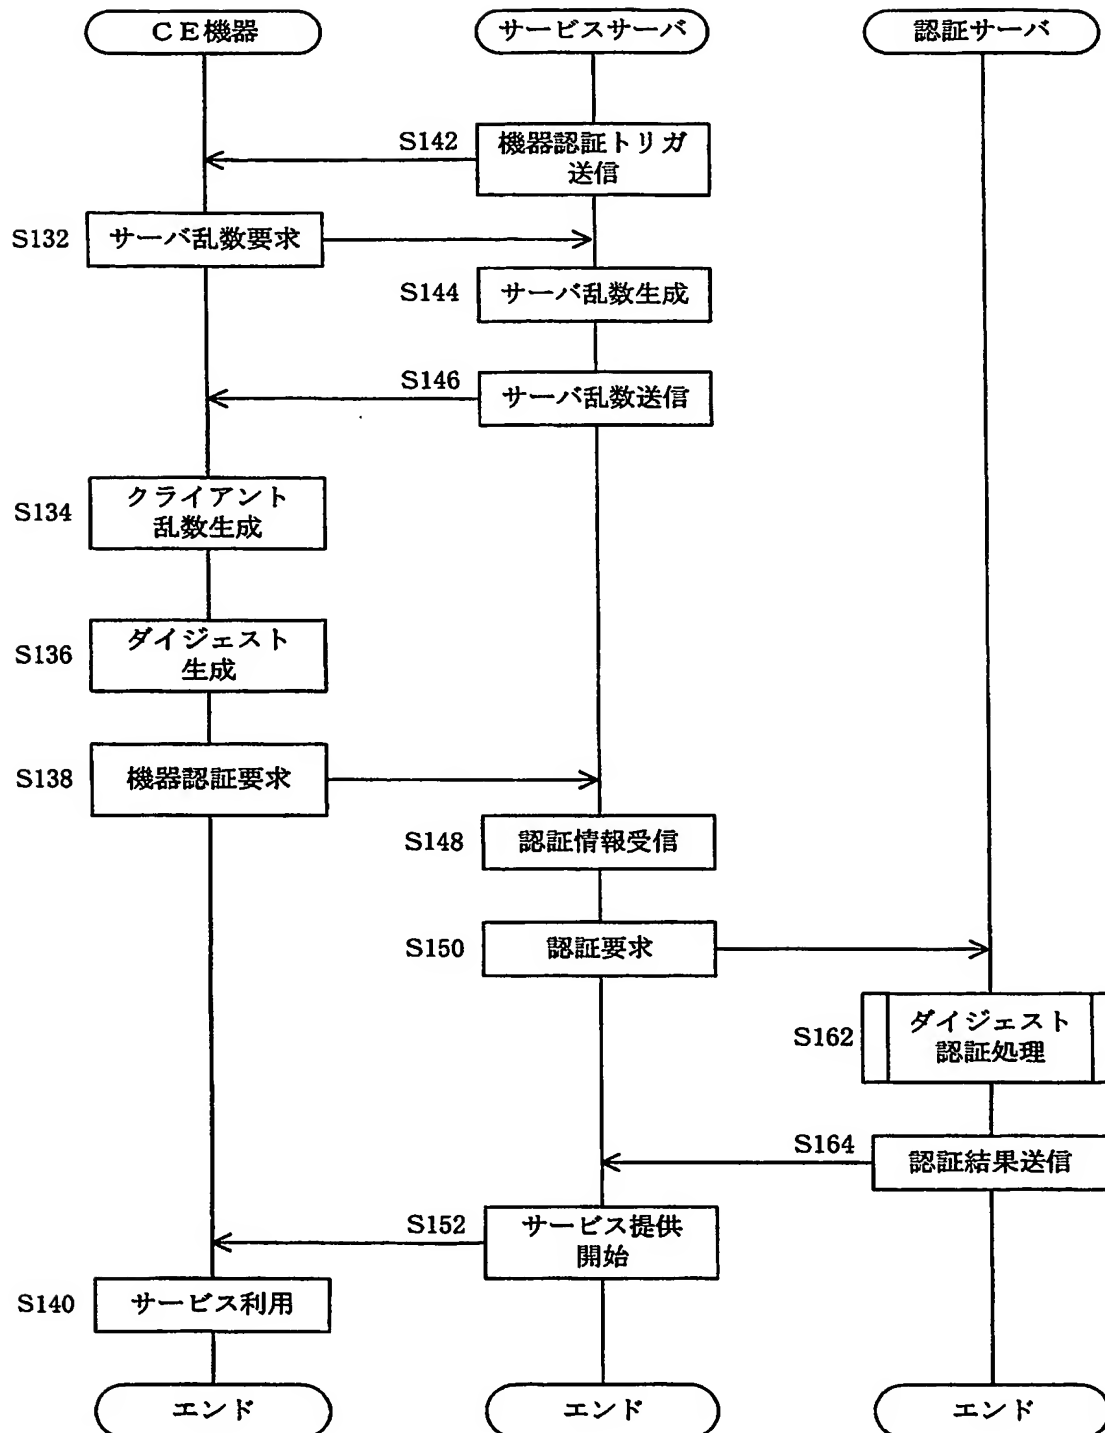 ＣＥ機器
サービスサーバ
認証サーバ
S142
機器認証トリガ
送信
S132
サーバ乱数要求
S144
サーバ乱数生成
S146
サーバ乱数送信
S134
クライアント
乱数生成
S136
ダイジェスト
生成
S138
機器認証要求
S148
認証情報受信
S150
認証要求
S162
ダイジェスト
認証処理
S164
認証結果送信
S152
サービス提供
開始
S140
サービス利用
エンド
エンド
エンド